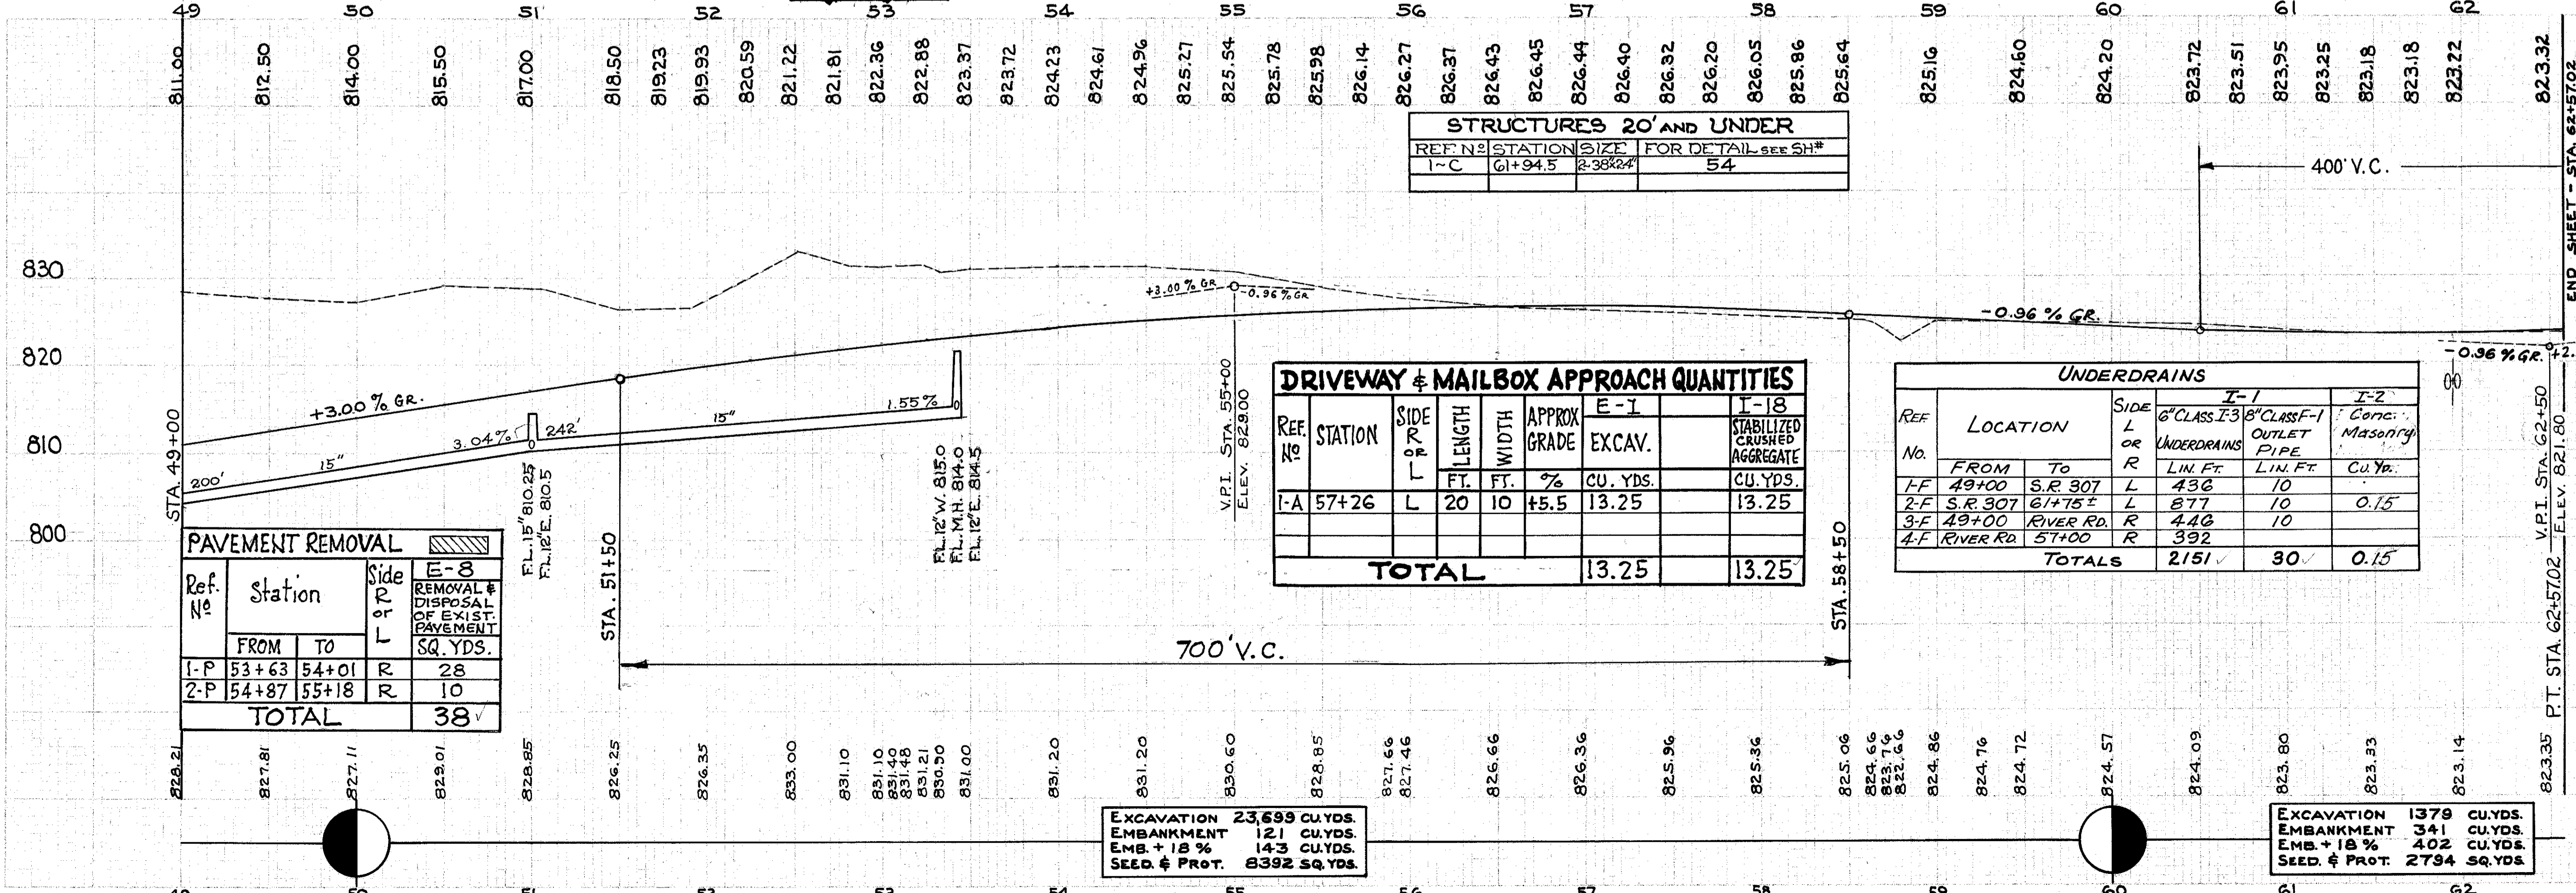 49 50 51 52 53 54 55 56 57 58 59 60 61 62
811.00 812.50 814.00 815.50 817.00 818.50 819.23 819.93 820.59 821.22 821.81 822.36 822.88 823.37 823.72 824.23 824.61 824.96 825.27 825.54 825.78 825.98 826.14 826.27 826.37 826.43 826.45 826.44 826.40 826.32 826.20 826.05 825.86 825.64 825.16 824.60 824.20 823.72 823.51 823.95 823.25 823.18 823.18 823.22 823.32
END SHEET - STA. 62+57.02
STRUCTURES 20' AND UNDER
REF. Nº STATION SIZE FOR DETAIL SEE SH.#
1~C 61+94.5 2-38"x24" 54
400' V.C.
830
820
810
800
+3.00 % GR. -0.96 % GR
-0.96 % GR.
-0.96 % GR. +2.
+3.00 % GR.
STA. 49+00
200' 15" 3.04% 242' 15" 1.55%
F.L. 15" 810.25
F.L. 12" E. 810.5
STA. 51+50
F.L. 12" W. 815.0
F.L. M.H. 814.0
F.L. 12" E. 814.5
V.P.I. STA. 55+00
ELEV. 829.00
700' V.C.
STA. 58+50
V.P.I. STA. 62+50
ELEV. 821.80
P.T. STA. 62+57.02
PAVEMENT REMOVAL
Ref. Nº Station Side R or L E-8
REMOVAL & DISPOSAL OF EXIST. PAVEMENT
FROM TO SQ. YDS.
1-P 53+63 54+01 R 28
2-P 54+87 55+18 R 10
TOTAL 38
DRIVEWAY & MAILBOX APPROACH QUANTITIES
REF. Nº STATION SIDE R OR L LENGTH WIDTH APPROX GRADE E-1 EXCAV. I-18 STABILIZED CRUSHED AGGREGATE
FT. FT. % CU. YDS. CU. YDS.
1-A 57+26 L 20 10 +5.5 13.25 13.25
TOTAL 13.25 13.25
UNDERDRAINS
REF. No. LOCATION SIDE L OR R I-1 I-2
6" CLASS I-3 UNDERDRAINS 8" CLASS F-1 OUTLET PIPE Conc. Masonry
FROM TO LIN. FT. LIN. FT. CU. YD.
1-F 49+00 S.R. 307 L 436 10
2-F S.R. 307 61+75± L 877 10 0.15
3-F 49+00 RIVER RD. R 446 10
4-F RIVER RD. 57+00 R 392
TOTALS 2151 30 0.15
828.21 827.81 827.11 829.01 828.85 826.25 826.35 833.00 831.10 831.10 831.40 831.48 831.21 830.90 831.00 831.20 831.20 830.60 828.85 827.66 827.46 826.66 826.36 825.96 825.36 825.06 824.66 823.76 822.66 824.86 824.76 824.72 824.57 824.09 823.80 823.33 823.14 823.35
EXCAVATION 23,699 CU.YDS.
EMBANKMENT 121 CU.YDS.
EMB. + 18 % 143 CU.YDS.
SEED. & PROT. 8392 SQ.YDS.
EXCAVATION 1379 CU.YDS.
EMBANKMENT 341 CU.YDS.
EMB. + 18 % 402 CU.YDS.
SEED. & PROT. 2794 SQ.YDS.